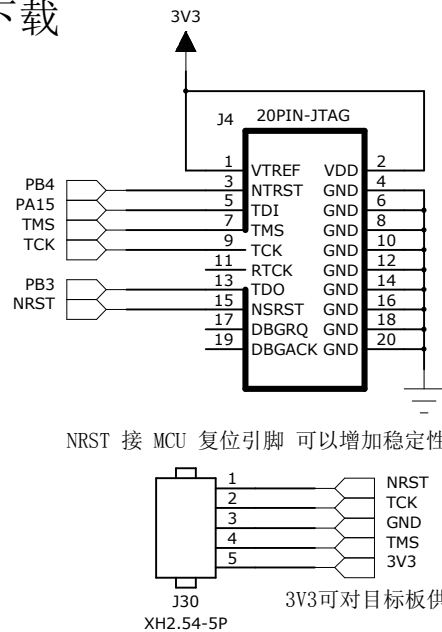 下载
3V3
J4 20PIN-JTAG
1 VTREF VDD 2
PB4 3 NTRST GND 4
PA15 5 TDI GND 6
TMS 7 TMS GND 8
TCK 9 TCK GND 10
11 RTCK GND 12
PB3 13 TDO GND 14
NRST 15 NSRST GND 16
17 DBGRQ GND 18
19 DBGACK GND 20
NRST 接 MCU 复位引脚 可以增加稳定性
1 NRST
2 TCK
3 GND
4 TMS
5 3V3
J30
XH2.54-5P
3V3可对目标板供